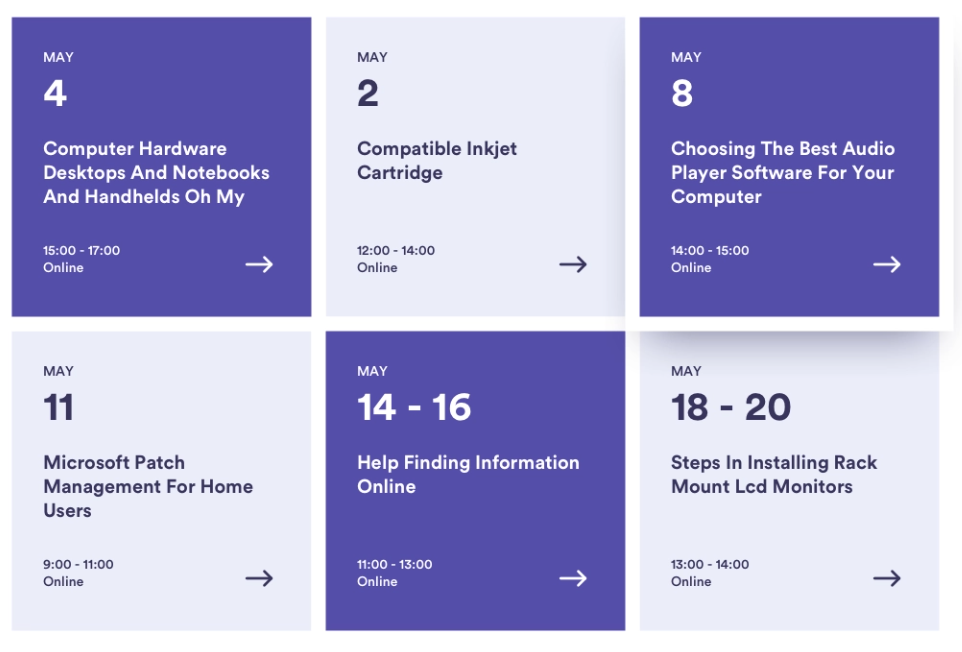 MAY
4
Computer Hardware
Desktops And Notebooks
And Handhelds Oh My
15:00 - 17:00
Online
MAY
2
Compatible Inkjet
Cartridge
12:00 - 14:00
Online
MAY
8
Choosing The Best Audio
Player Software For Your
Computer
14:00 - 15:00
Online
MAY
11
Microsoft Patch
Management For Home
Users
9:00 - 11:00
Online
MAY
14 - 16
Help Finding Information
Online
11:00 - 13:00
Online
MAY
18 - 20
Steps In Installing Rack
Mount Lcd Monitors
13:00 - 14:00
Online